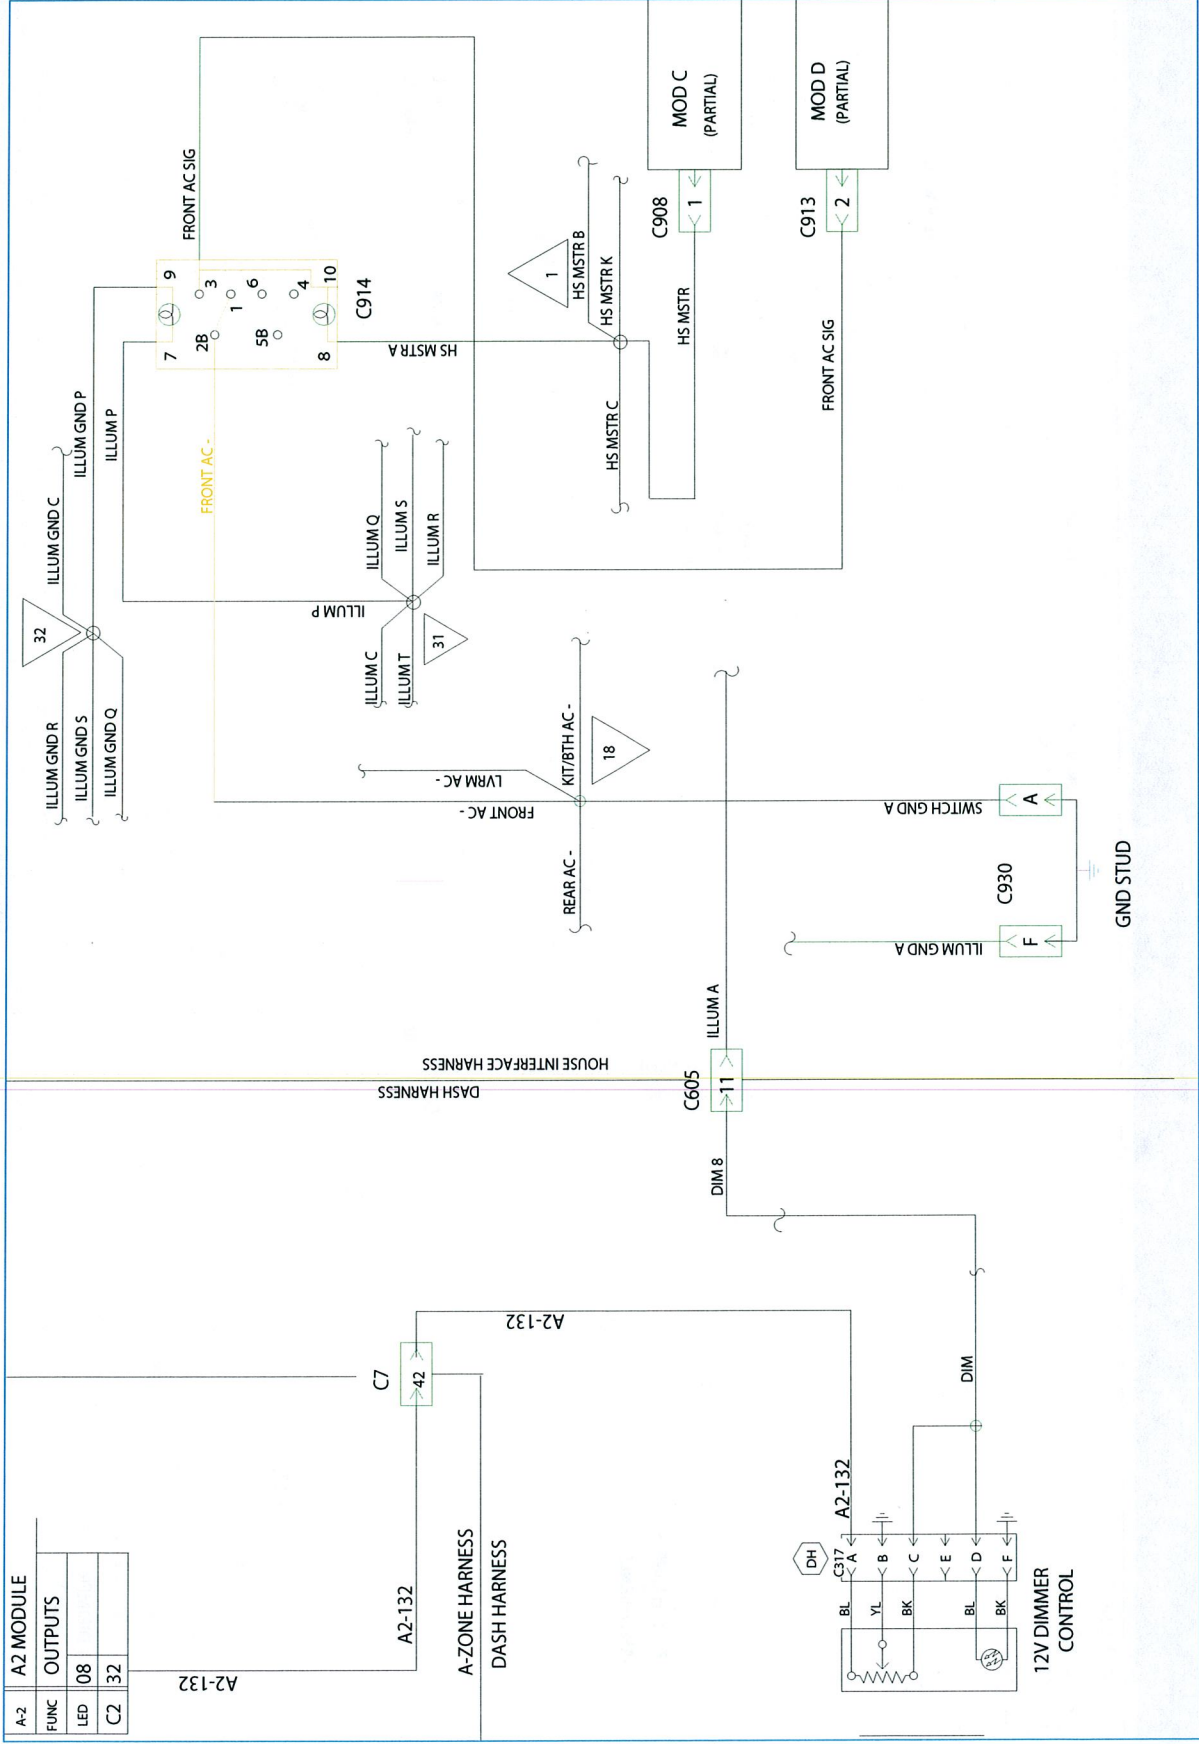 A-2 A2 MODULE
FUNC OUTPUTS
LED 08
C2 32
A2-132
A2-132
A-ZONE HARNESS
DASH HARNESS
C7
42
A2-132
A2-132
DH
C317
A
B
C
E
D
F
BL
YL
BK
BL
BK
12V DIMMER
CONTROL
DIM
DIM 8
C605
11
DASH HARNESS
HOUSE INTERFACE HARNESS
ILLUM A
ILLUM GND R
ILLUM GND S
ILLUM GND Q
32
ILLUM GND C
ILLUM GND P
ILLUM P
ILLUM P
ILLUM C
ILLUM T
31
ILLUM Q
ILLUM S
ILLUM R
FRONT AC -
FRONT AC -
LVRM AC -
REAR AC -
KIT/BTH AC -
18
SWITCH GND A
A
C930
F
ILLUM GND A
GND STUD
7
9
2B
3
1
6
5B
4
8
10
C914
FRONT AC SIG
HS MSTR A
HS MSTR C
HS MSTR B
HS MSTR K
1
HS MSTR
C908
1
MOD C
(PARTIAL)
FRONT AC SIG
C913
2
MOD D
(PARTIAL)